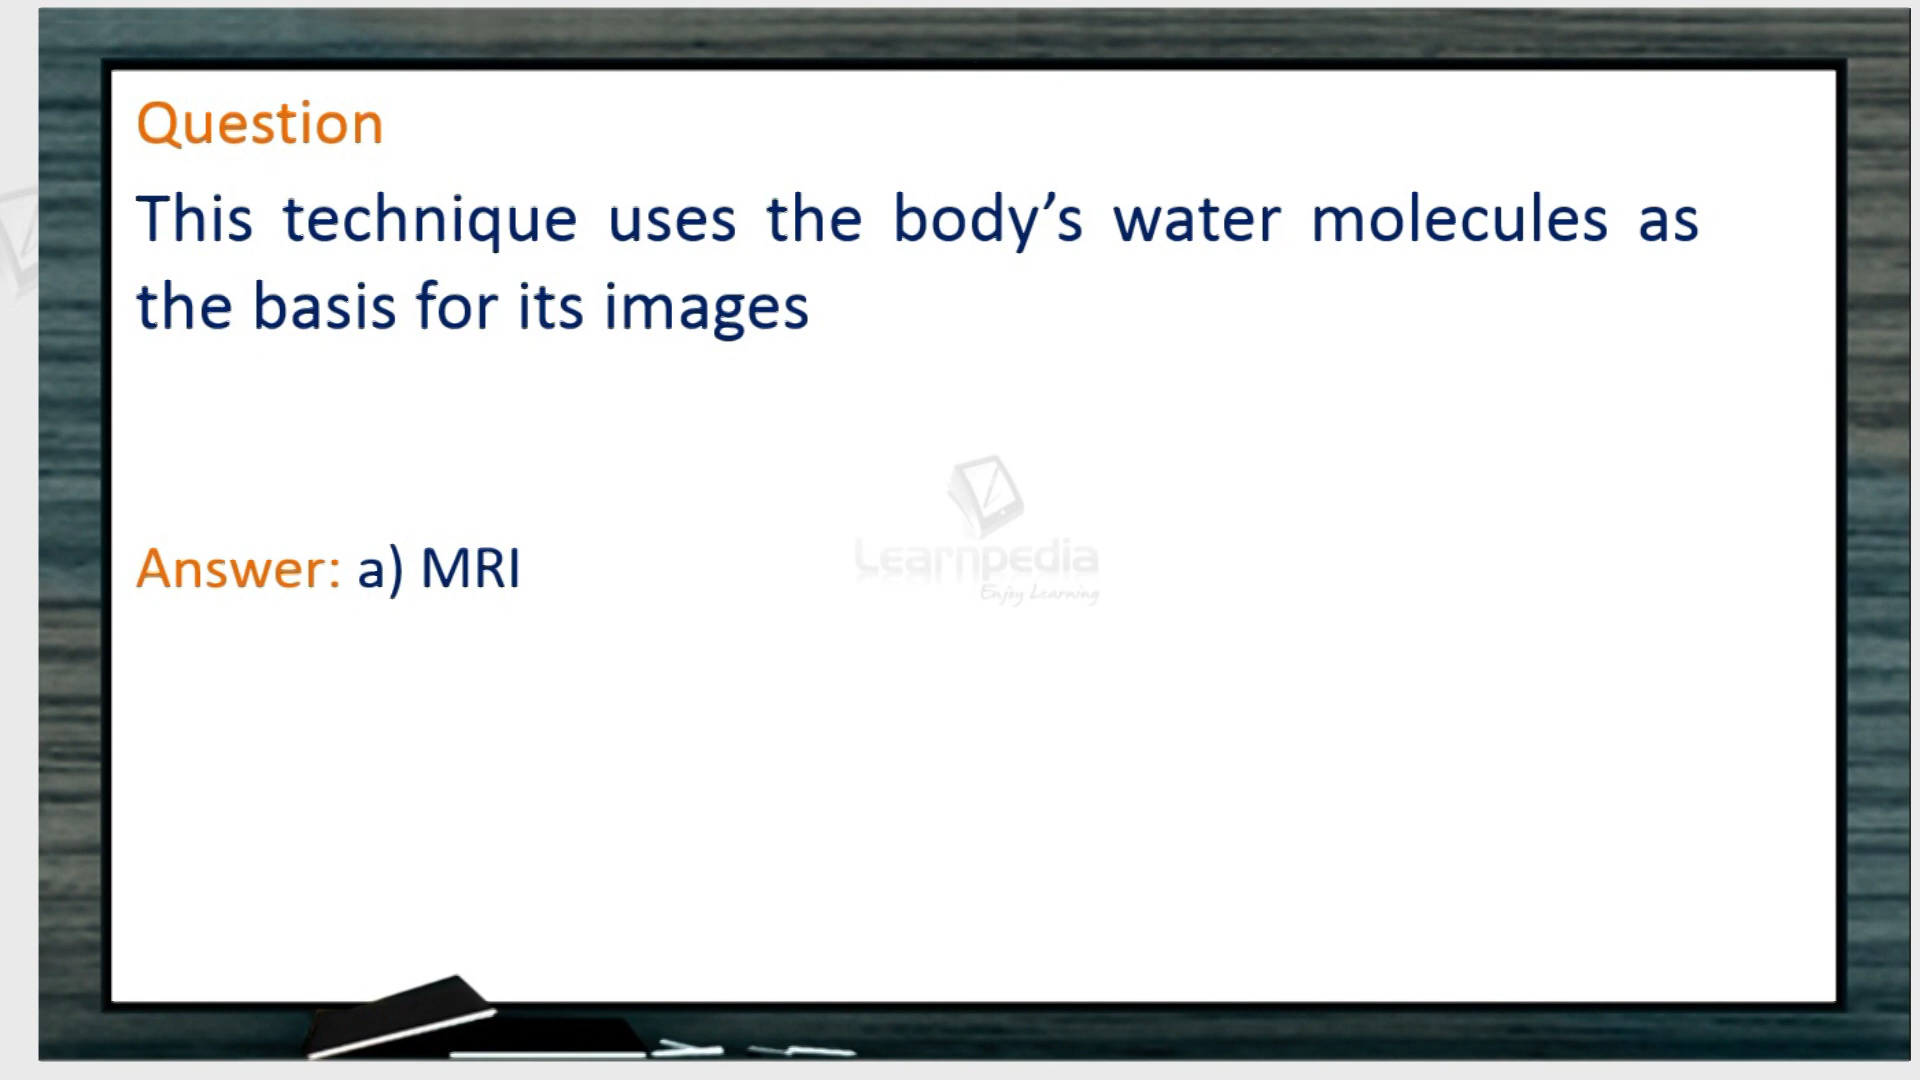 Question
This technique uses the body’s water molecules as
the basis for its images
Learnpedia
Enjoy Learning
Answer: a) MRI